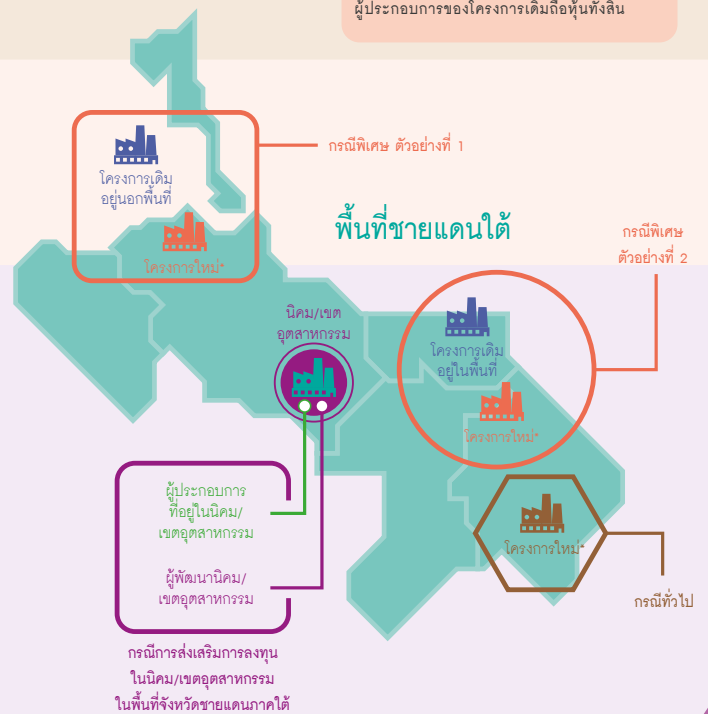 ผู้ประกอบการของโครงการเดิมถือหุ้นทั้งสิ้น
กรณีพิเศษ ตัวอย่างที่ 1
โครงการเดิม
อยู่นอกพื้นที่
โครงการใหม่*
พื้นที่ชายแดนใต้
กรณีพิเศษ
ตัวอย่างที่ 2
นิคม/เขต
อุตสาหกรรม
โครงการเดิม
อยู่ในพื้นที่
โครงการใหม่*
ผู้ประกอบการ
ที่อยู่ในนิคม/
เขตอุตสาหกรรม
ผู้พัฒนานิคม/
เขตอุตสาหกรรม
โครงการใหม่*
กรณีทั่วไป
กรณีการส่งเสริมการลงทุน
ในนิคม/เขตอุตสาหกรรม
ในพื้นที่จังหวัดชายแดนภาคใต้